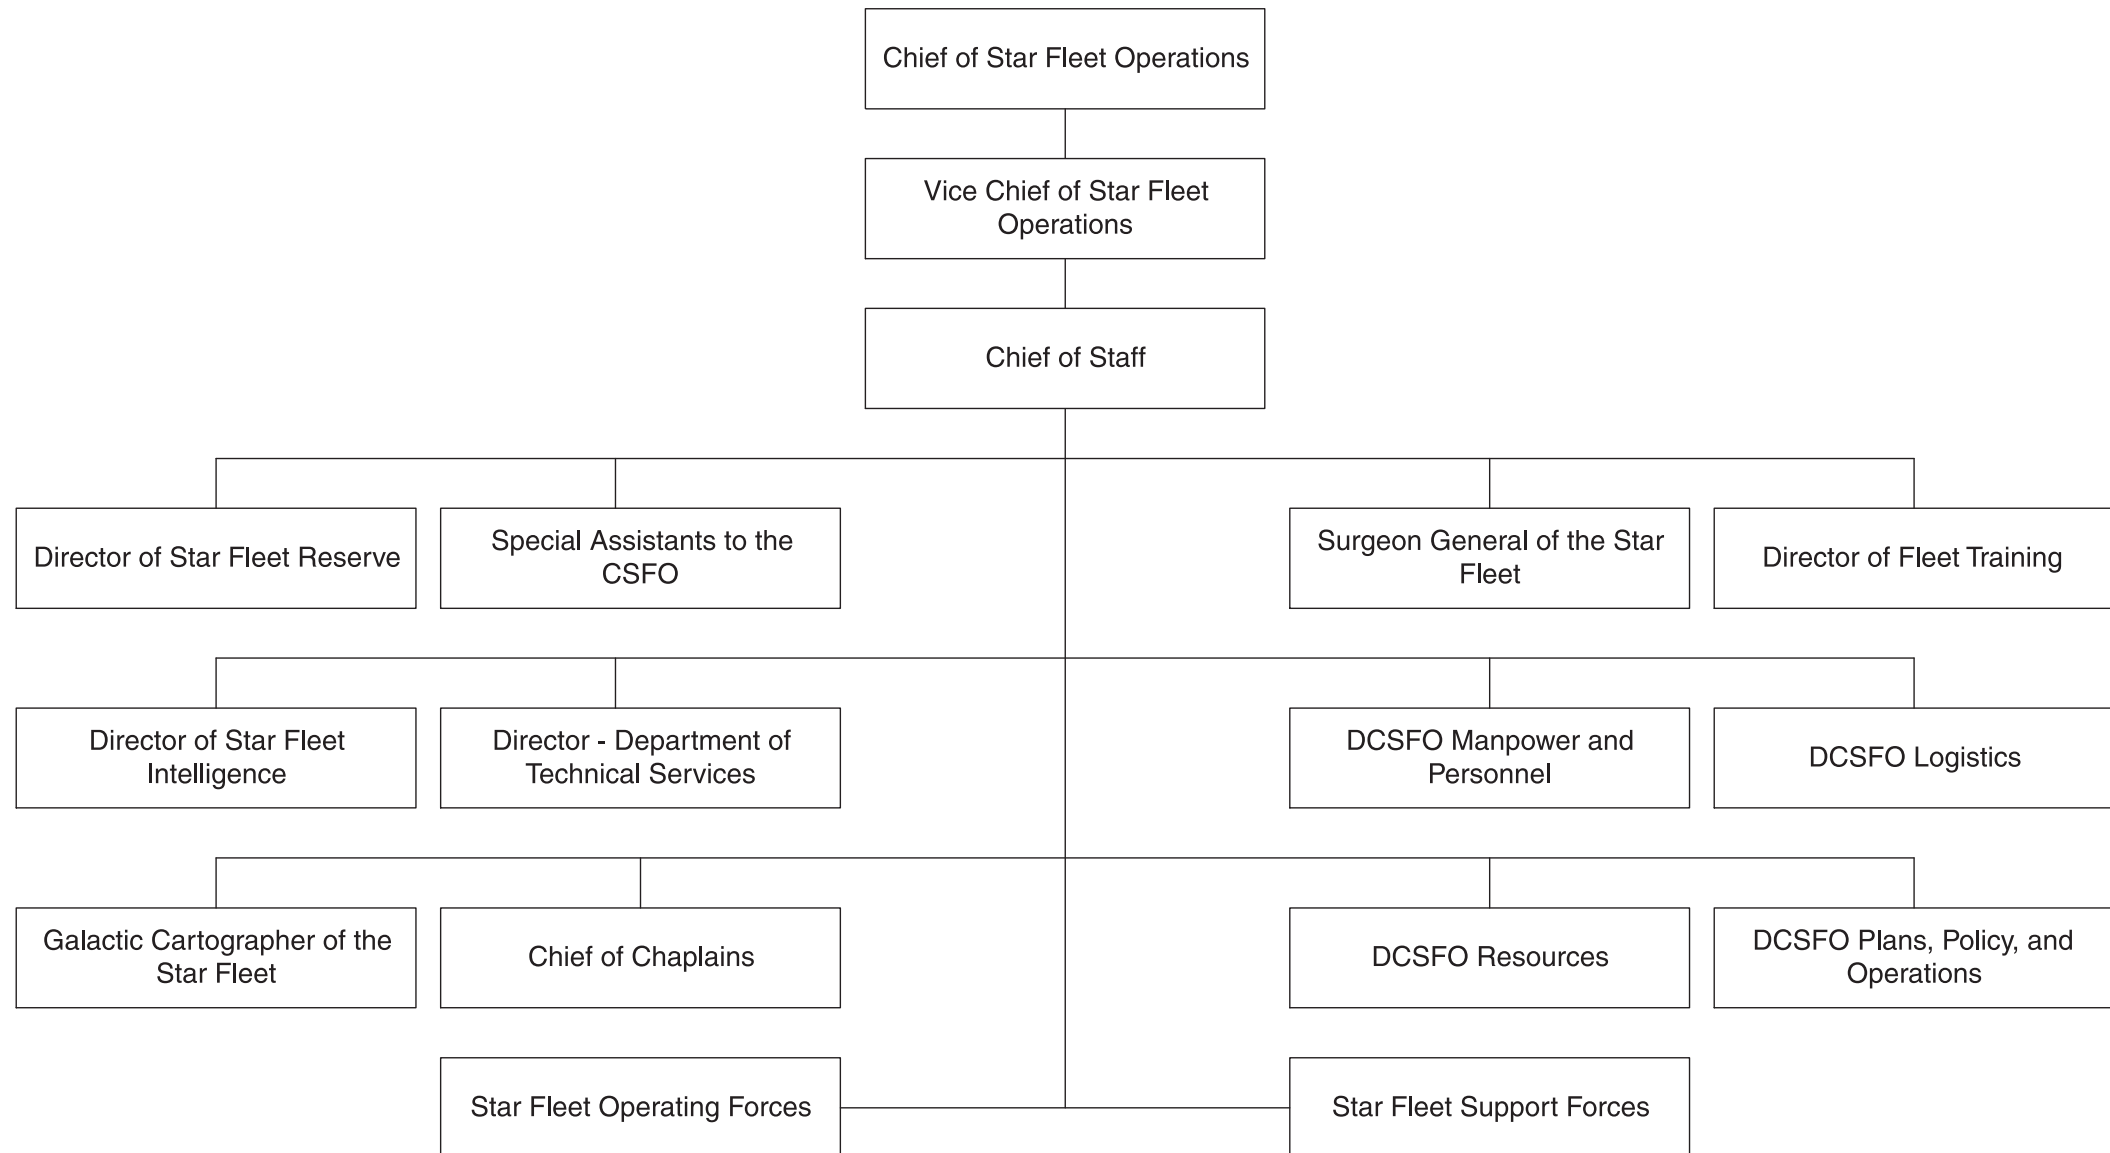 Chief of Star Fleet Operations
Vice Chief of Star Fleet
Operations
Chief of Staff
Director of Star Fleet Reserve
Special Assistants to the
CSFO
Surgeon General of the Star
Fleet
Director of Fleet Training
Director of Star Fleet
Intelligence
Director - Department of
Technical Services
DCSFO Manpower and
Personnel
DCSFO Logistics
Galactic Cartographer of the
Star Fleet
Chief of Chaplains
DCSFO Resources
DCSFO Plans, Policy, and
Operations
Star Fleet Operating Forces
Star Fleet Support Forces